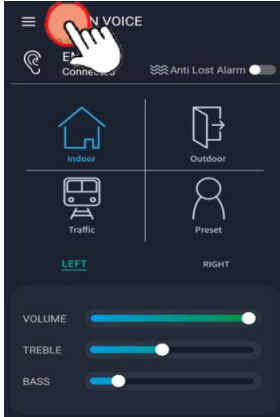 VOICE
Connected Anti Lost Alarm
Indoor Outdoor
Traffic Preset
LEFT RIGHT
VOLUME
TREBLE
BASS